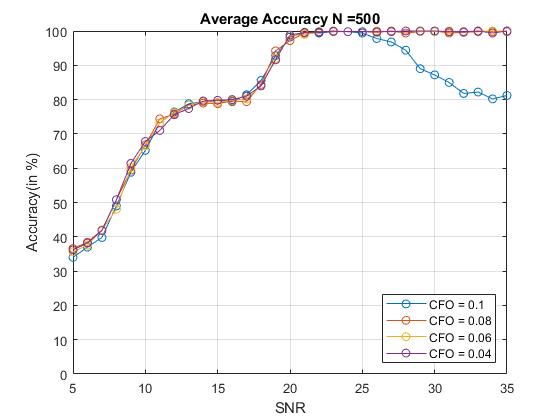 Average Accuracy N =500
Accuracy(in %)
100
90
80
70
60
50
40
30
20
10
0
5 10 15 20 25 30 35
SNR
CFO = 0.1
CFO = 0.08
CFO = 0.06
CFO = 0.04